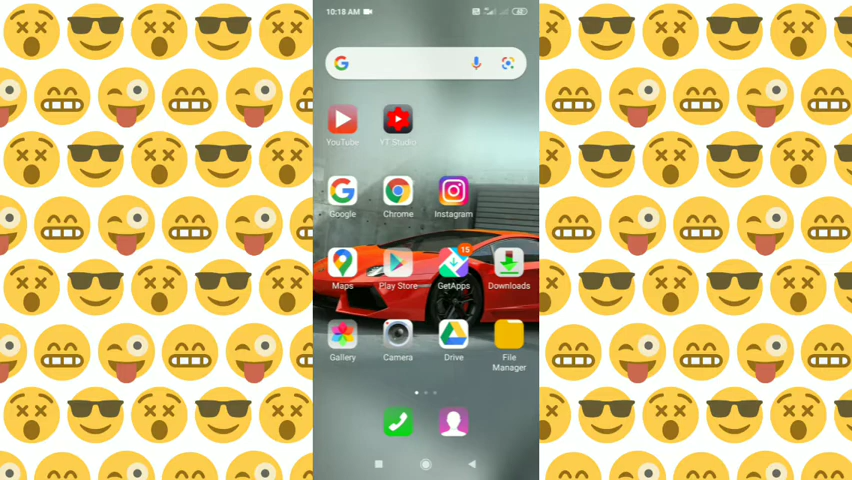 10:18 AM
YouTube
YT Studio
Google
Chrome
Instagram
15
Maps
Play Store
GetApps
Downloads
Gallery
Camera
Drive
File
Manager